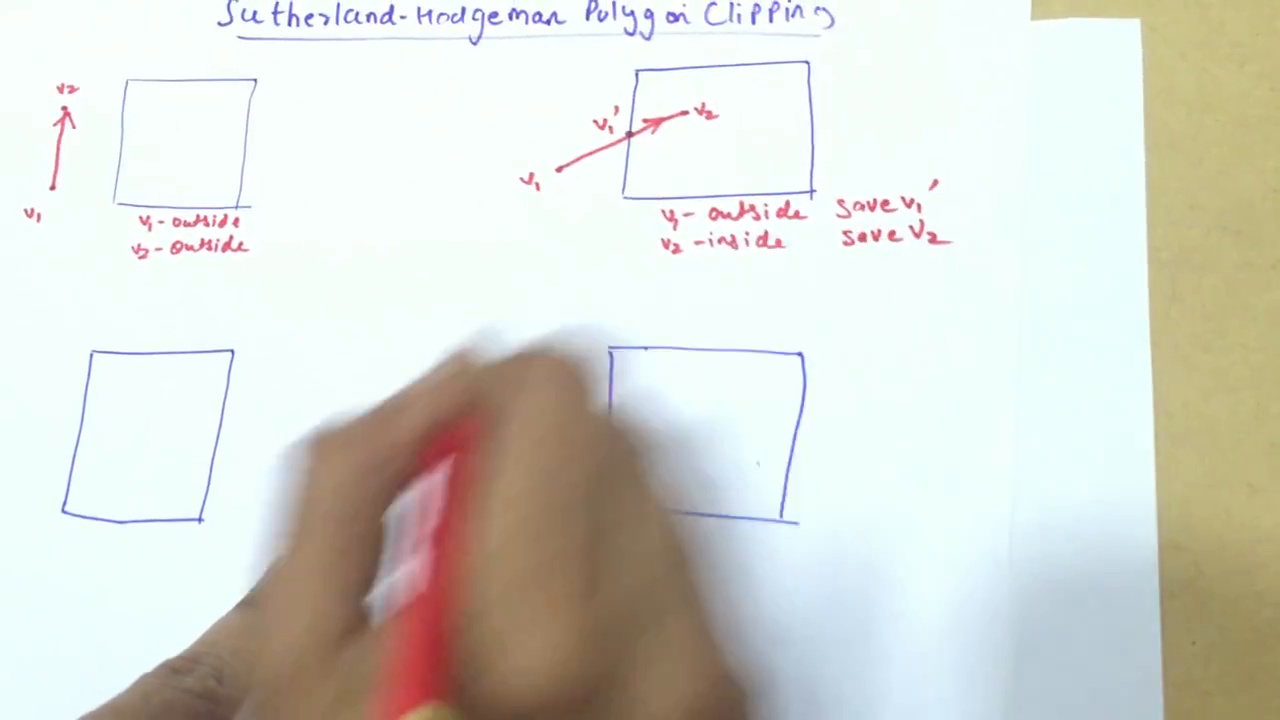 Sutherland-Hodgeman Polygon Clipping
v2
v1
v1 - outside
v2 - outside
v1'
v2
v1
v1 - outside save v1'
v2 - inside save v2